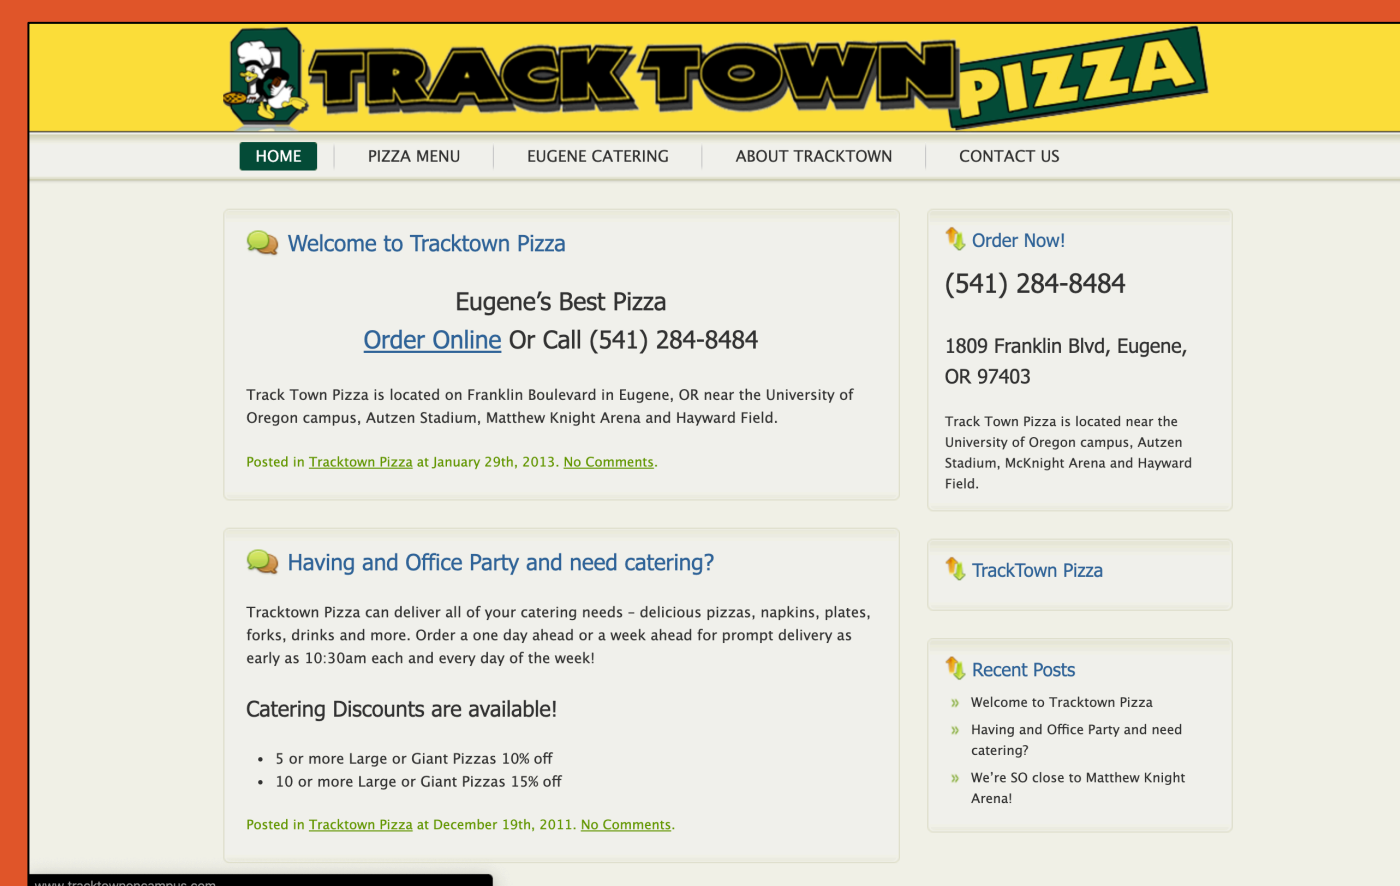 TRACK TOWN PIZZA
HOME
PIZZA MENU
EUGENE CATERING
ABOUT TRACKTOWN
CONTACT US
Welcome to Tracktown Pizza
Eugene’s Best Pizza
Order Online Or Call (541) 284-8484
Track Town Pizza is located on Franklin Boulevard in Eugene, OR near the University of
Oregon campus, Autzen Stadium, Matthew Knight Arena and Hayward Field.
Posted in Tracktown Pizza at January 29th, 2013. No Comments.
Having and Office Party and need catering?
Tracktown Pizza can deliver all of your catering needs – delicious pizzas, napkins, plates,
forks, drinks and more. Order a one day ahead or a week ahead for prompt delivery as
early as 10:30am each and every day of the week!
Catering Discounts are available!
• 5 or more Large or Giant Pizzas 10% off
• 10 or more Large or Giant Pizzas 15% off
Posted in Tracktown Pizza at December 19th, 2011. No Comments.
Order Now!
(541) 284-8484
1809 Franklin Blvd, Eugene,
OR 97403
Track Town Pizza is located near the
University of Oregon campus, Autzen
Stadium, McKnight Arena and Hayward
Field.
TrackTown Pizza
Recent Posts
» Welcome to Tracktown Pizza
» Having and Office Party and need
catering?
» We’re SO close to Matthew Knight
Arena!
www.tracktownoncampus.com